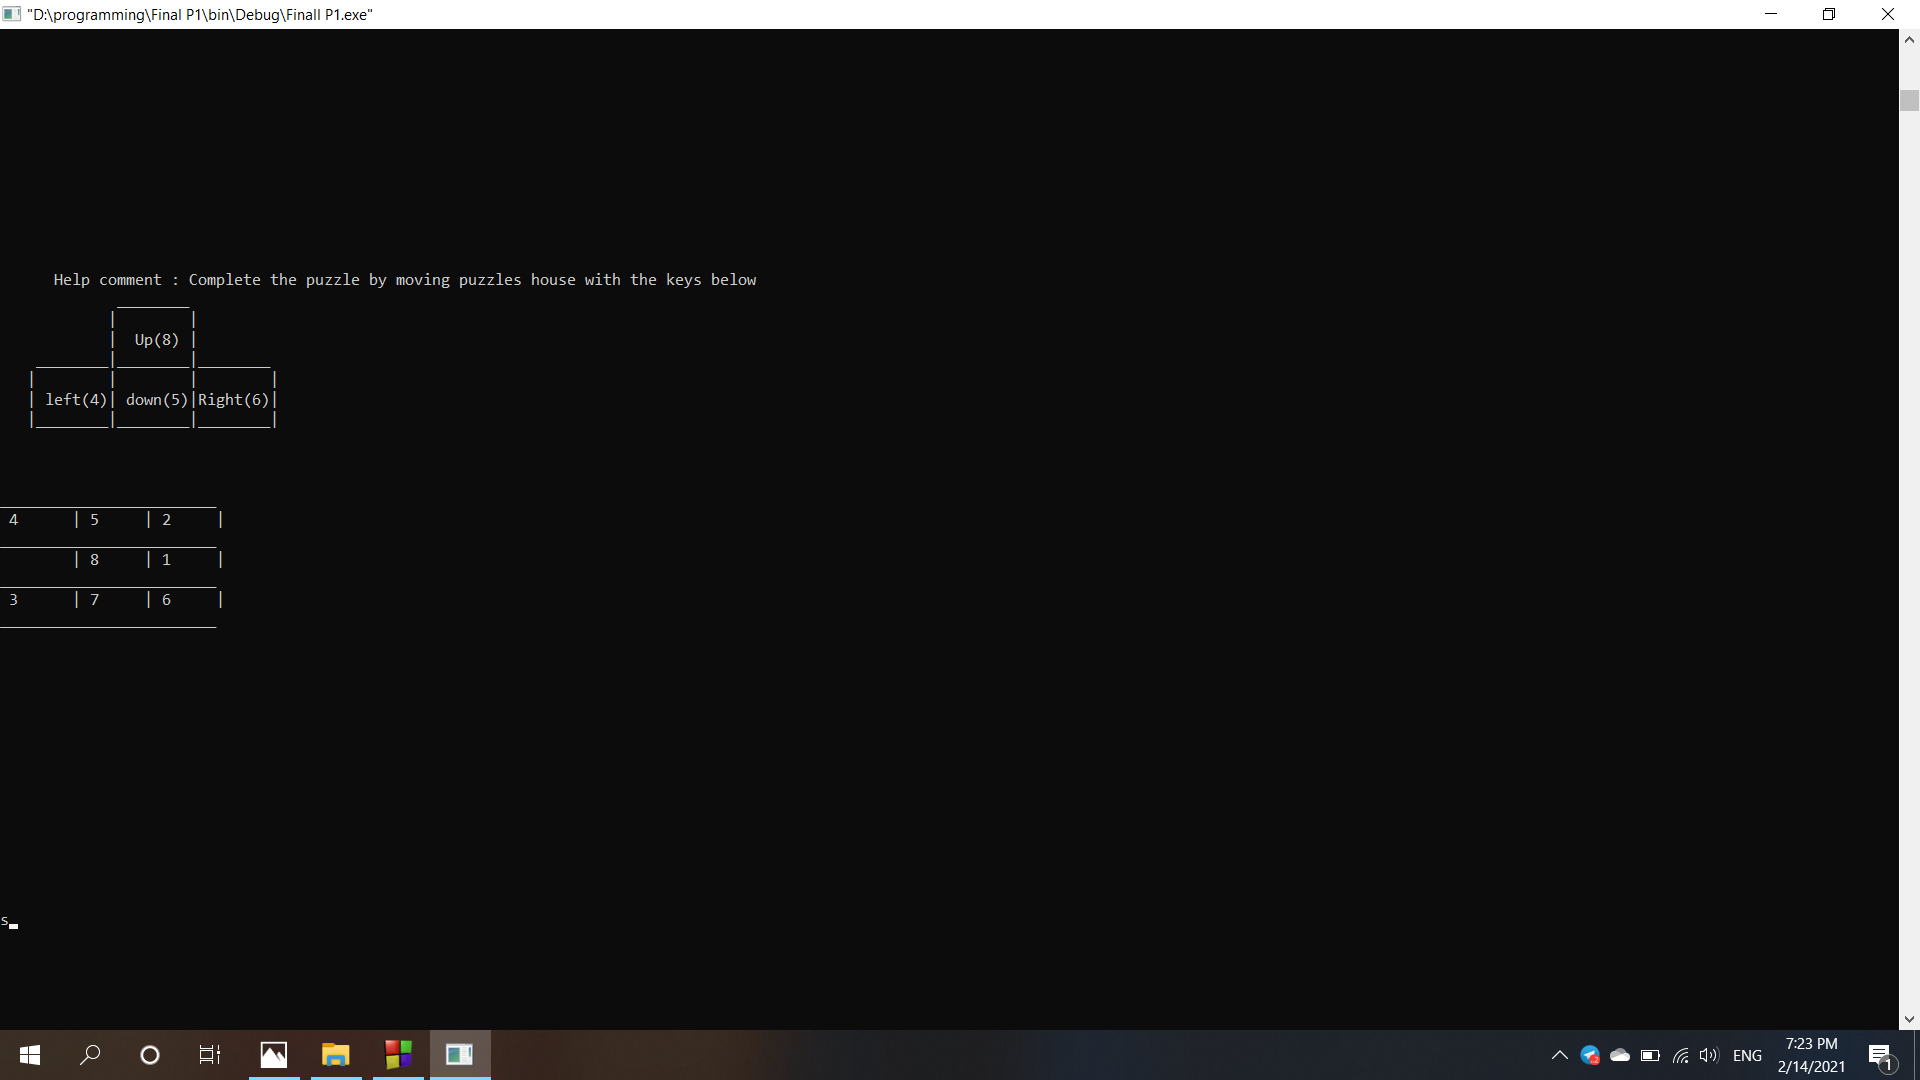 "D:\programming\Final P1\bin\Debug\Finall P1.exe"
Help comment : Complete the puzzle by moving puzzles house with the keys below
Up(8)
left(4)| down(5)|Right(6)|
4 | 5 | 2 |
| 8 | 1 |
3 | 7 | 6 |
s
ENG
7:23 PM
2/14/2021
1